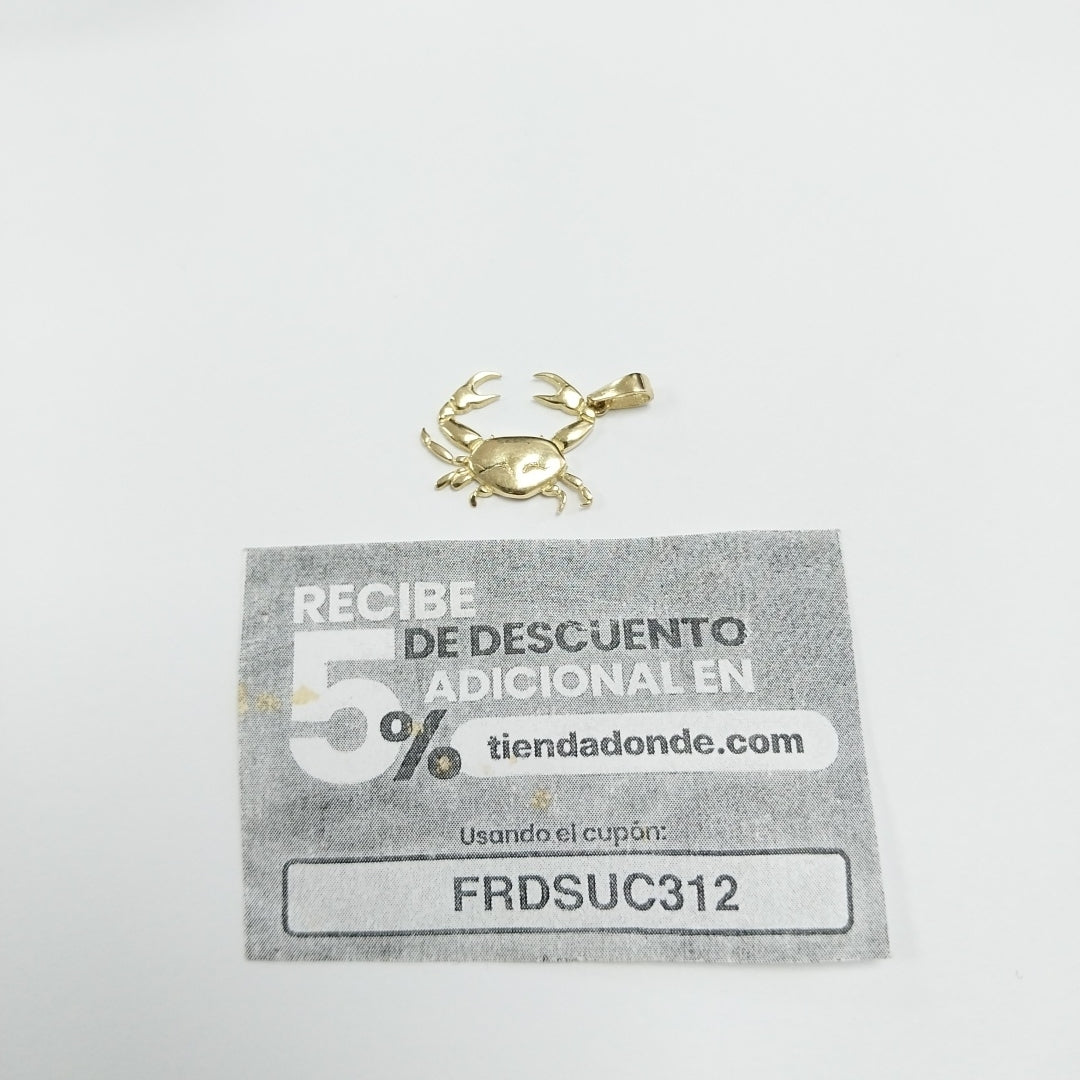 RECIBE
5% DE DESCUENTO
ADICIONAL EN
tiendadonde.com
Usando el cupón:
FRDSUC312